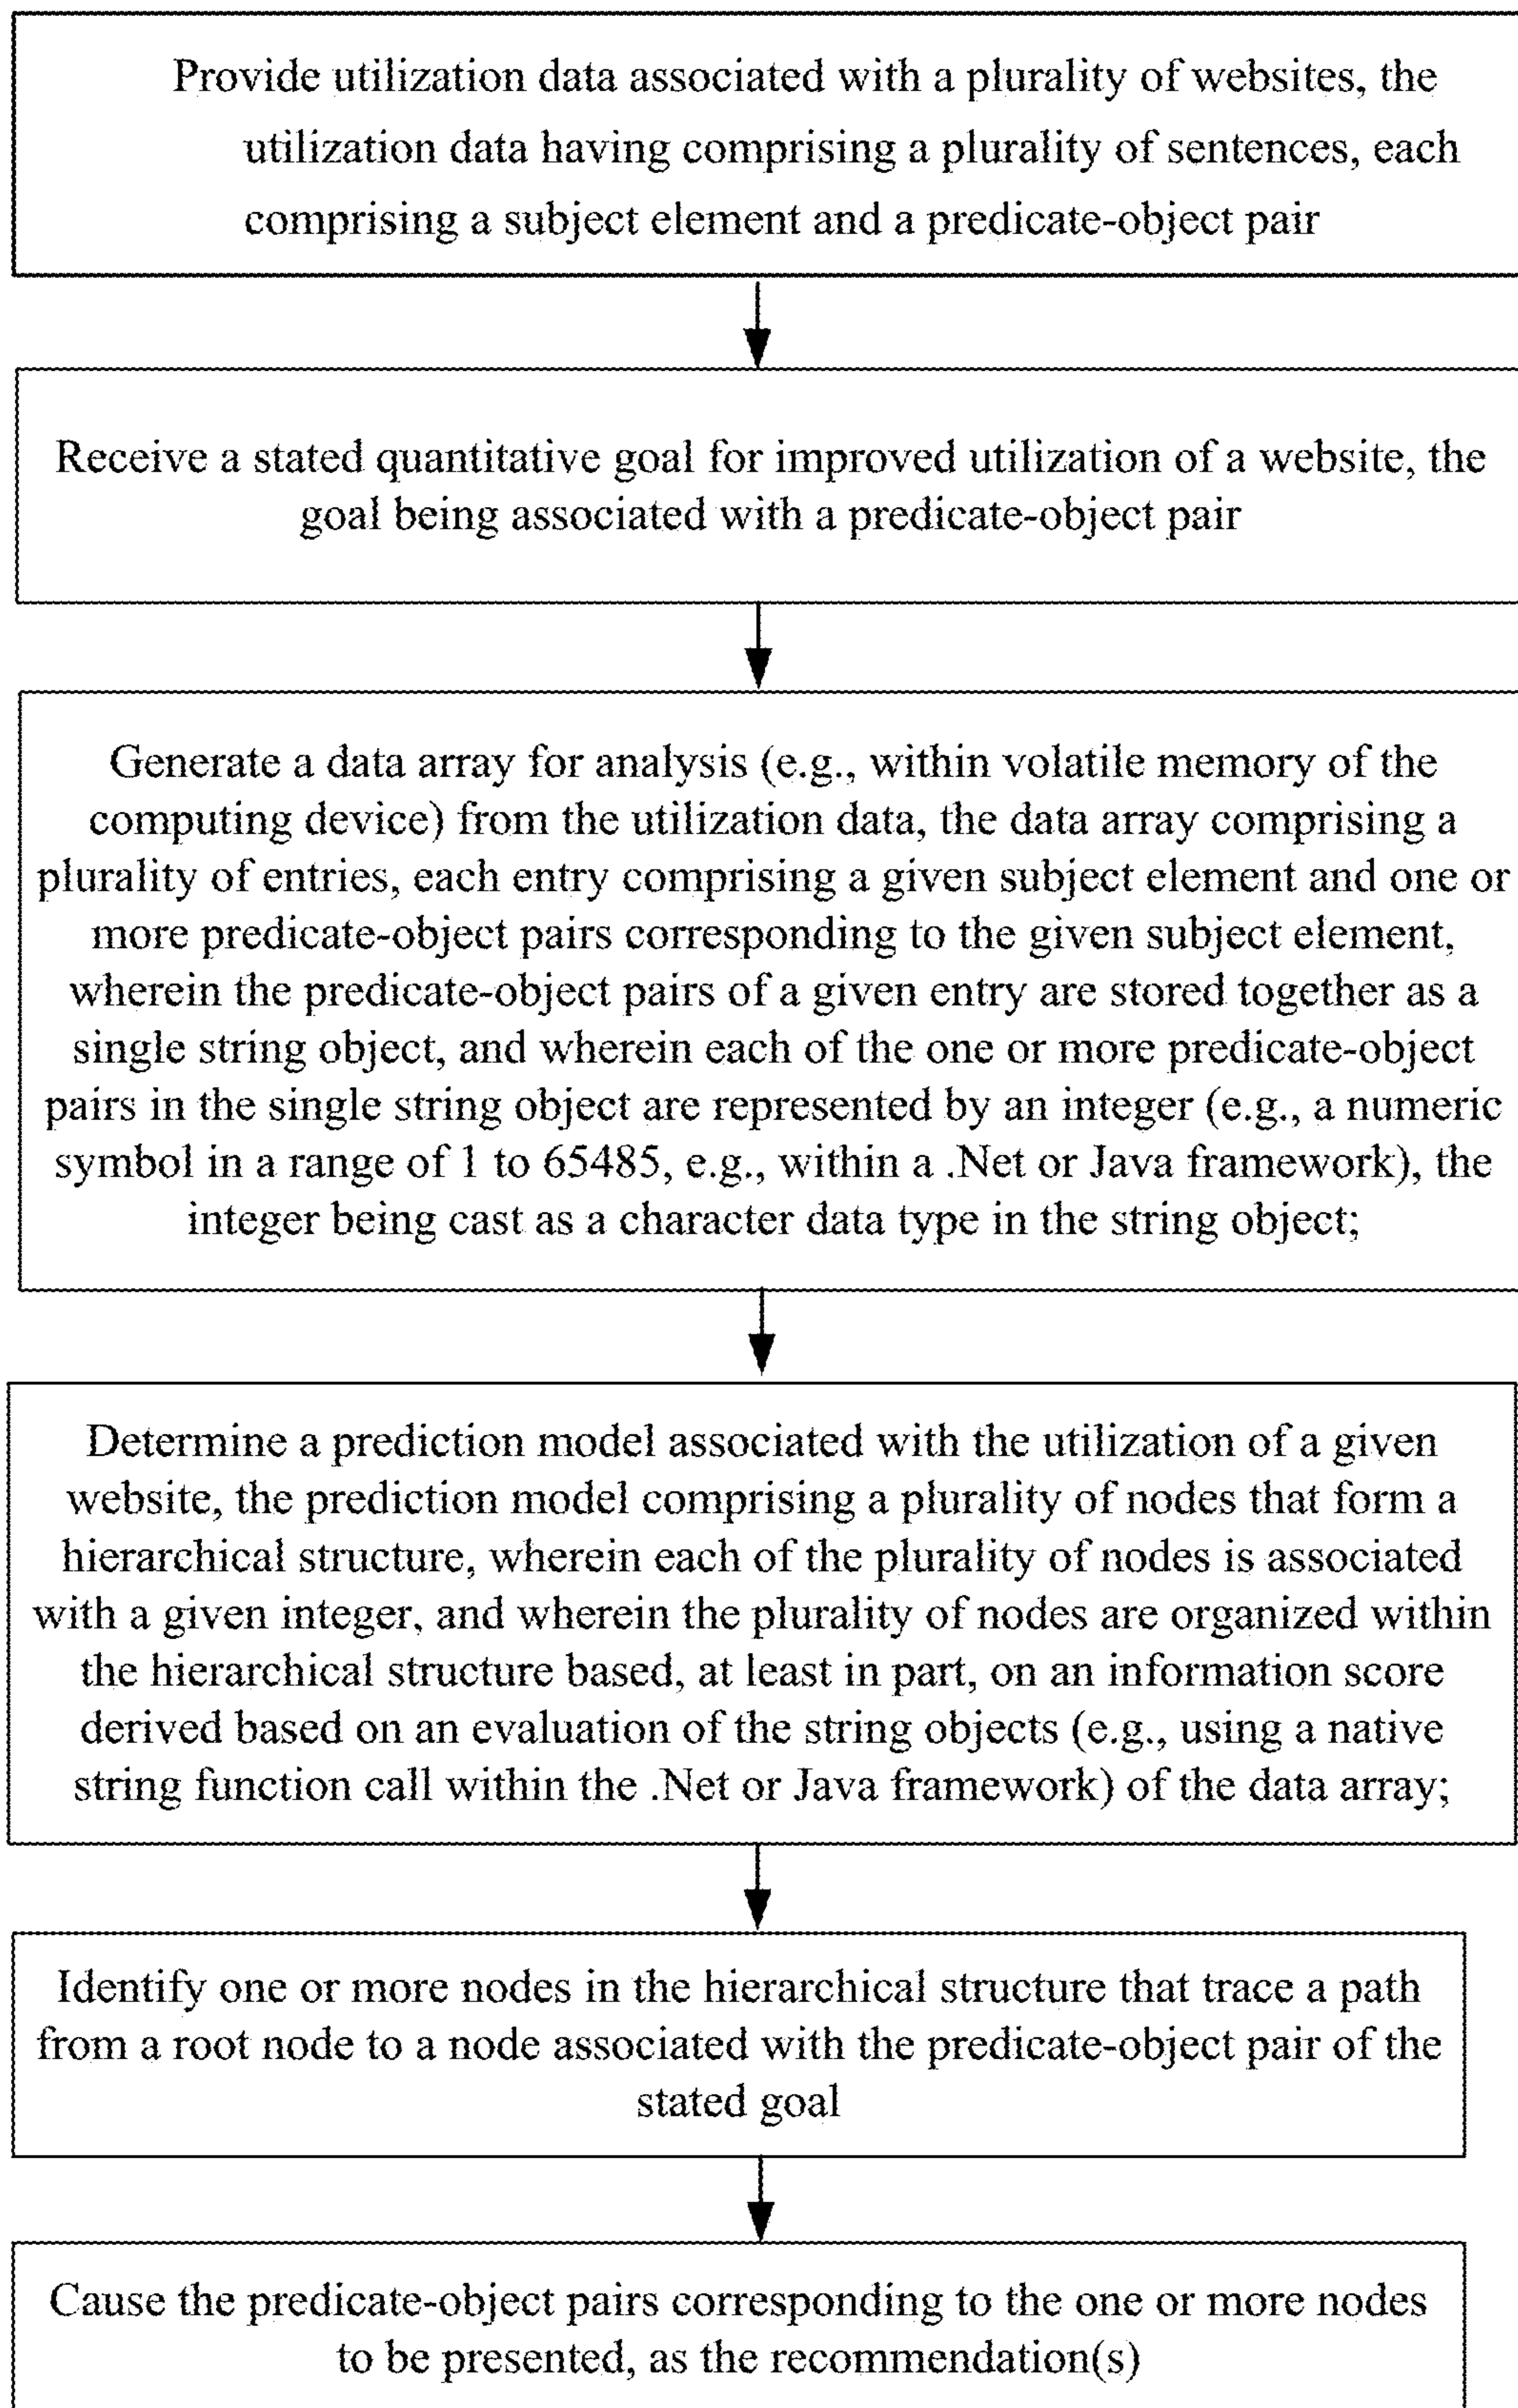 Provide utilization data associated with a plurality of websites, the
utilization data having comprising a plurality of sentences, each
comprising a subject element and a predicate-object pair
Receive a stated quantitative goal for improved utilization of a website, the
goal being associated with a predicate-object pair
Generate a data array for analysis (e.g., within volatile memory of the
computing device) from the utilization data, the data array comprising a
plurality of entries, each entry comprising a given subject element and one or
more predicate-object pairs corresponding to the given subject element,
wherein the predicate-object pairs of a given entry are stored together as a
single string object, and wherein each of the one or more predicate-object
pairs in the single string object are represented by an integer (e.g., a numeric
symbol in a range of 1 to 65485, e.g., within a .Net or Java framework), the
integer being cast as a character data type in the string object;
Determine a prediction model associated with the utilization of a given
website, the prediction model comprising a plurality of nodes that form a
hierarchical structure, wherein each of the plurality of nodes is associated
with a given integer, and wherein the plurality of nodes are organized within
the hierarchical structure based, at least in part, on an information score
derived based on an evaluation of the string objects (e.g., using a native
string function call within the .Net or Java framework) of the data array;
Identify one or more nodes in the hierarchical structure that trace a path
from a root node to a node associated with the predicate-object pair of the
stated goal
Cause the predicate-object pairs corresponding to the one or more nodes
to be presented, as the recommendation(s)